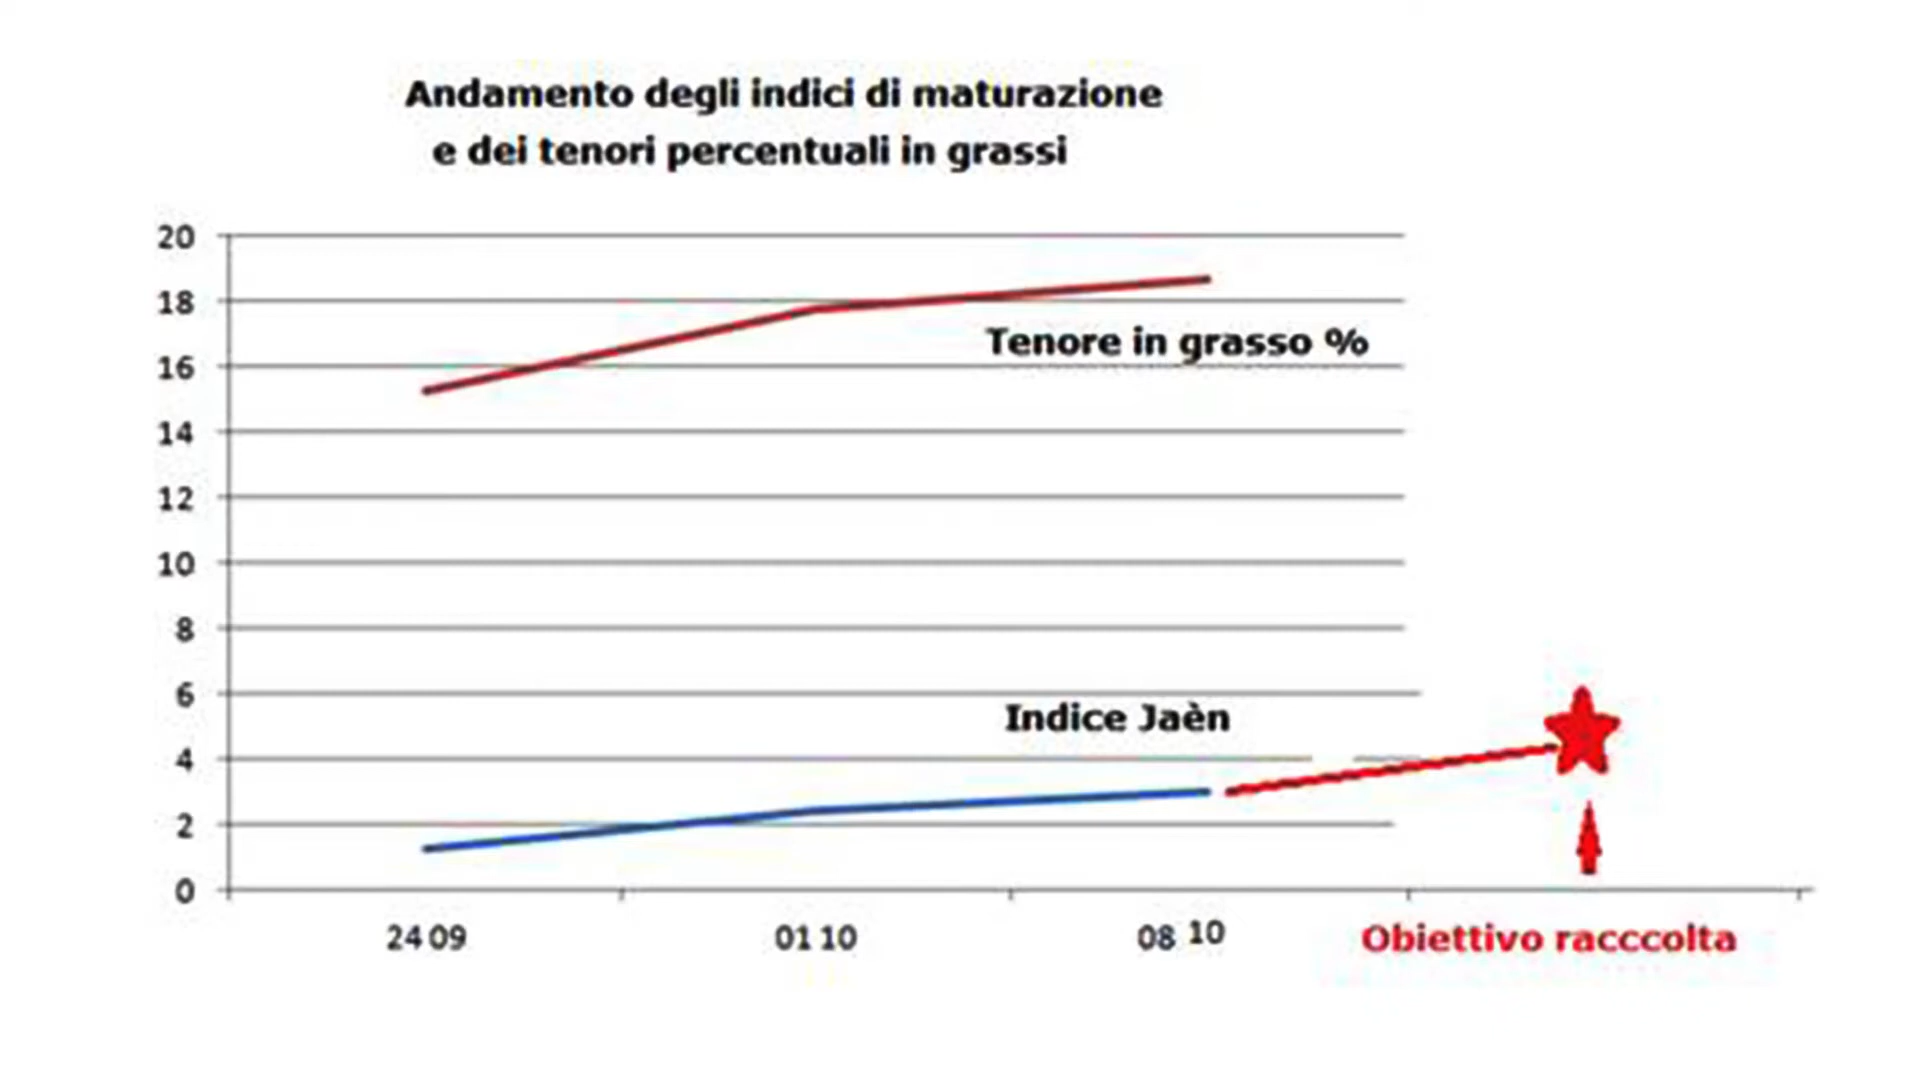 Andamento degli indici di maturazione
e dei tenori percentuali in grassi
20
18
Tenore in grasso %
16
14
12
10
8
6
Indice Jaèn
4
2
0
24 09
01 10
08 10
Obiettivo racccolta